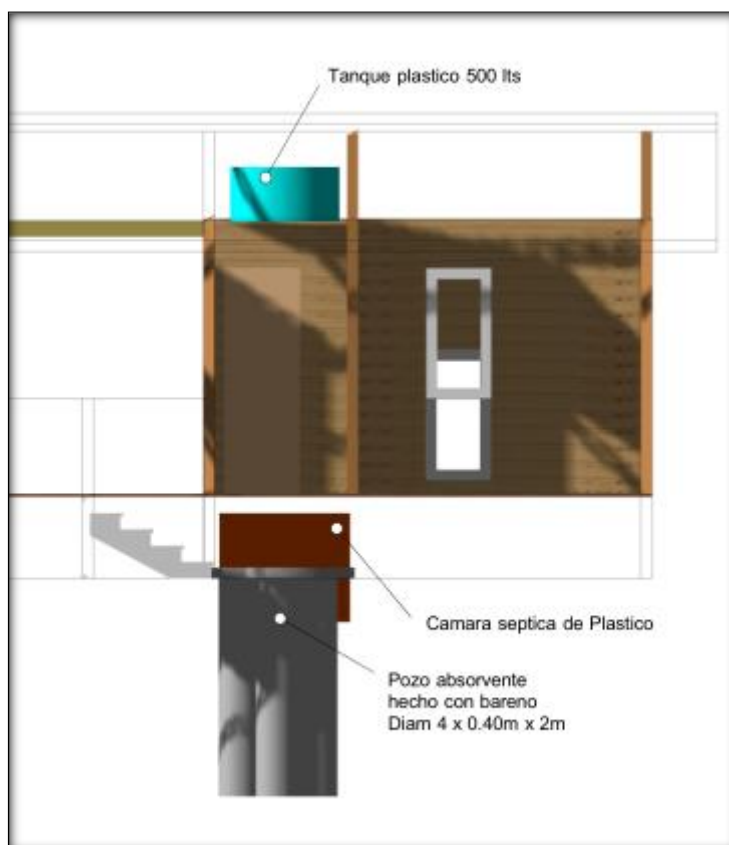 Tanque plastico 500 lts
Camara septica de Plastico
Pozo absorvente
hecho con bareno
Diam 4 x 0.40m x 2m